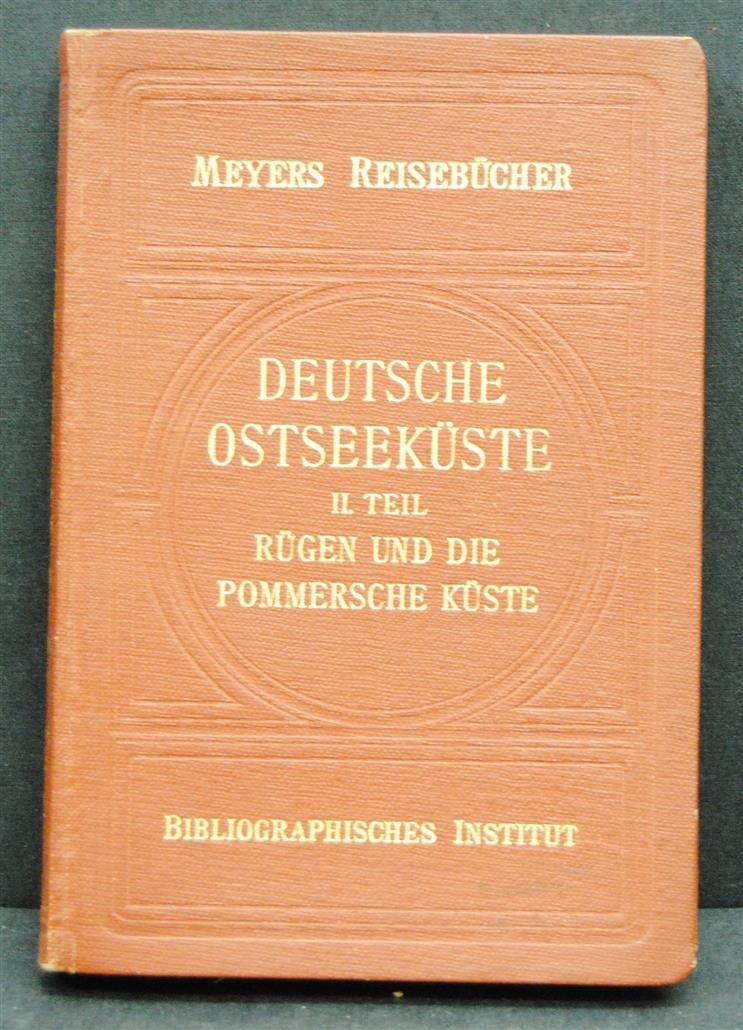 MEYERS REISEBÜCHER
DEUTSCHE
OSTSEEKÜSTE
II. TEIL
RÜGEN UND DIE
POMMERSCHE KÜSTE
BIBLIOGRAPHISCHES INSTITUT